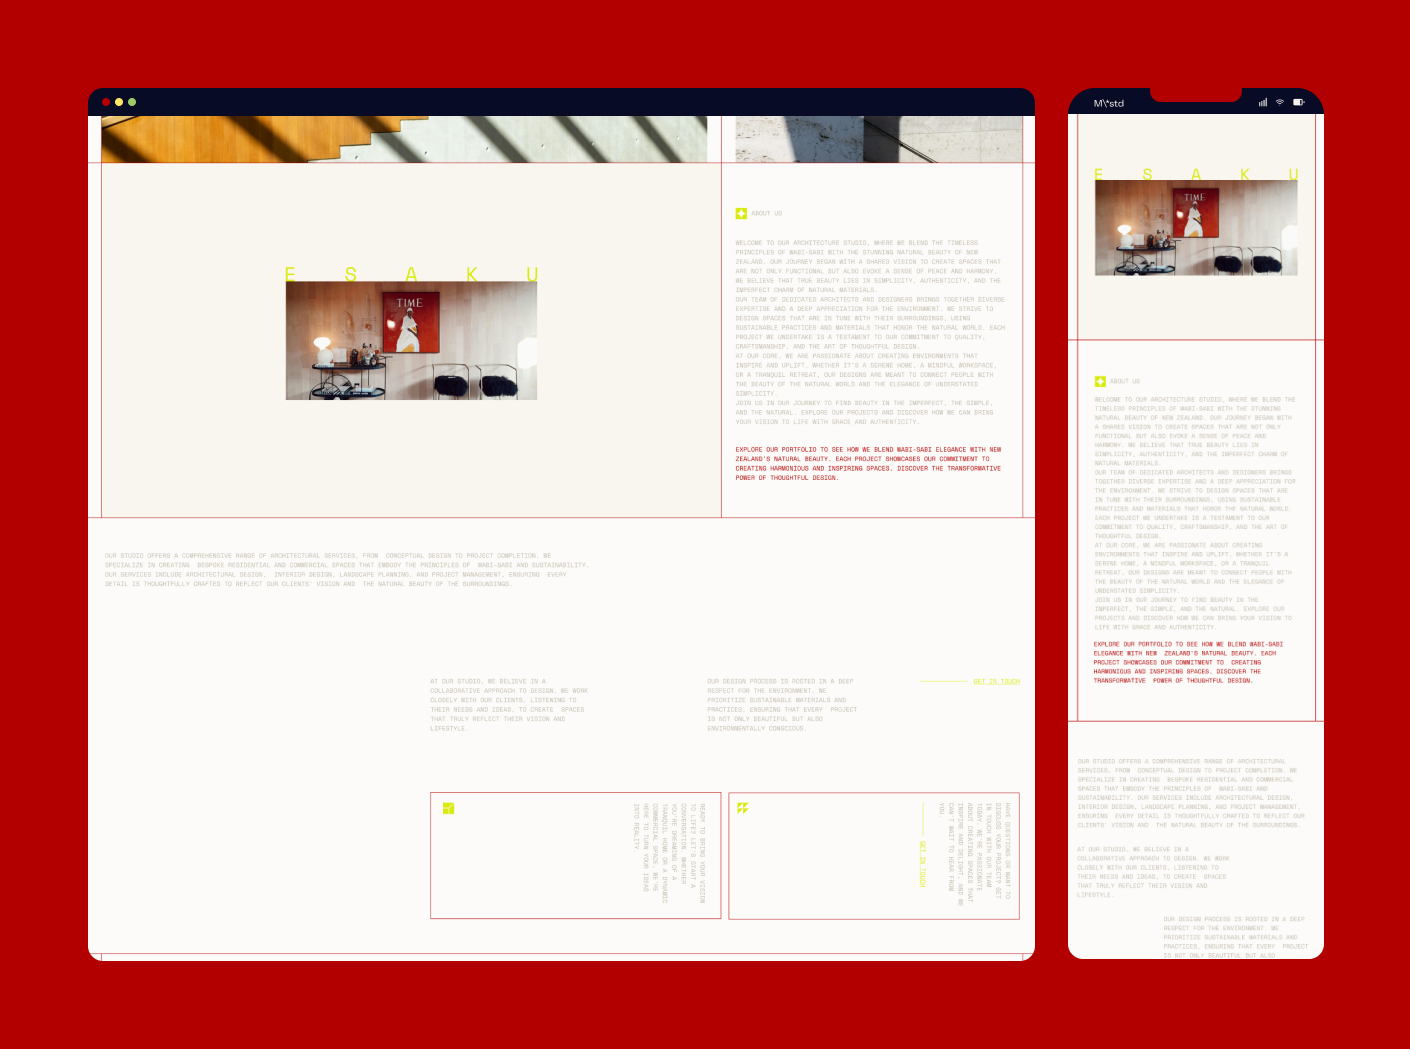 M\*std
E S A K U
TIME
ABOUT US
WELCOME TO OUR ARCHITECTURE STUDIO, WHERE WE BLEND THE TIMELESS
PRINCIPLES OF WABI-SABI WITH THE STUNNING NATURAL BEAUTY OF NEW
ZEALAND. OUR JOURNEY BEGAN WITH A SHARED VISION TO CREATE SPACES THAT
ARE NOT ONLY FUNCTIONAL BUT ALSO EVOKE A SENSE OF PEACE AND HARMONY.
WE BELIEVE THAT TRUE BEAUTY LIES IN SIMPLICITY, AUTHENTICITY, AND THE
IMPERFECT CHARM OF NATURAL MATERIALS.
OUR TEAM OF DEDICATED ARCHITECTS AND DESIGNERS BRINGS TOGETHER DIVERSE
EXPERTISE AND A DEEP APPRECIATION FOR THE ENVIRONMENT. WE STRIVE TO
DESIGN SPACES THAT ARE IN TUNE WITH THEIR SURROUNDINGS, USING
SUSTAINABLE PRACTICES AND MATERIALS THAT HONOR THE NATURAL WORLD. EACH
PROJECT WE UNDERTAKE IS A TESTAMENT TO OUR COMMITMENT TO QUALITY,
CRAFTSMANSHIP, AND THE ART OF THOUGHTFUL DESIGN.
AT OUR CORE, WE ARE PASSIONATE ABOUT CREATING ENVIRONMENTS THAT
INSPIRE AND UPLIFT. WHETHER IT'S A SERENE HOME, A MINDFUL WORKSPACE,
OR A TRANQUIL RETREAT, OUR DESIGNS ARE MEANT TO CONNECT PEOPLE WITH
THE BEAUTY OF THE NATURAL WORLD AND THE ELEGANCE OF UNDERSTATED
SIMPLICITY.
JOIN US IN OUR JOURNEY TO FIND BEAUTY IN THE IMPERFECT, THE SIMPLE,
AND THE NATURAL. EXPLORE OUR PROJECTS AND DISCOVER HOW WE CAN BRING
YOUR VISION TO LIFE WITH GRACE AND AUTHENTICITY.
EXPLORE OUR PORTFOLIO TO SEE HOW WE BLEND WABI-SABI ELEGANCE WITH NEW
ZEALAND'S NATURAL BEAUTY. EACH PROJECT SHOWCASES OUR COMMITMENT TO
CREATING HARMONIOUS AND INSPIRING SPACES. DISCOVER THE TRANSFORMATIVE
POWER OF THOUGHTFUL DESIGN.
OUR STUDIO OFFERS A COMPREHENSIVE RANGE OF ARCHITECTURAL SERVICES, FROM CONCEPTUAL DESIGN TO PROJECT COMPLETION. WE
SPECIALIZE IN CREATING BESPOKE RESIDENTIAL AND COMMERCIAL SPACES THAT EMBODY THE PRINCIPLES OF WABI-SABI AND SUSTAINABILITY.
OUR SERVICES INCLUDE ARCHITECTURAL DESIGN, INTERIOR DESIGN, LANDSCAPE PLANNING, AND PROJECT MANAGEMENT, ENSURING EVERY
DETAIL IS THOUGHTFULLY CRAFTED TO REFLECT OUR CLIENTS' VISION AND THE NATURAL BEAUTY OF THE SURROUNDINGS.
AT OUR STUDIO, WE BELIEVE IN A
COLLABORATIVE APPROACH TO DESIGN. WE WORK
CLOSELY WITH OUR CLIENTS, LISTENING TO
THEIR NEEDS AND IDEAS, TO CREATE SPACES
THAT TRULY REFLECT THEIR VISION AND
LIFESTYLE.
OUR DESIGN PROCESS IS ROOTED IN A DEEP
RESPECT FOR THE ENVIRONMENT. WE
PRIORITIZE SUSTAINABLE MATERIALS AND
PRACTICES, ENSURING THAT EVERY PROJECT
IS NOT ONLY BEAUTIFUL BUT ALSO
ENVIRONMENTALLY CONSCIOUS.
GET IN TOUCH
READY TO BRING YOUR VISION
TO LIFE? LET'S START A
CONVERSATION. WHETHER
YOU'RE DREAMING OF A
TRANQUIL HOME OR A DYNAMIC
COMMERCIAL SPACE, WE'RE
HERE TO TURN YOUR IDEAS
INTO REALITY.
HAVE QUESTIONS OR WANT TO
DISCUSS YOUR PROJECT? GET
IN TOUCH WITH OUR TEAM
TODAY. WE'RE PASSIONATE
ABOUT CREATING SPACES THAT
INSPIRE AND DELIGHT, AND WE
CAN'T WAIT TO HEAR FROM
YOU.
GET IN TOUCH
E S A K U
TIME
ABOUT US
WELCOME TO OUR ARCHITECTURE STUDIO, WHERE WE BLEND THE
TIMELESS PRINCIPLES OF WABI-SABI WITH THE STUNNING
NATURAL BEAUTY OF NEW ZEALAND. OUR JOURNEY BEGAN WITH
A SHARED VISION TO CREATE SPACES THAT ARE NOT ONLY
FUNCTIONAL BUT ALSO EVOKE A SENSE OF PEACE AND
HARMONY. WE BELIEVE THAT TRUE BEAUTY LIES IN
SIMPLICITY, AUTHENTICITY, AND THE IMPERFECT CHARM OF
NATURAL MATERIALS.
OUR TEAM OF DEDICATED ARCHITECTS AND DESIGNERS BRINGS
TOGETHER DIVERSE EXPERTISE AND A DEEP APPRECIATION FOR
THE ENVIRONMENT. WE STRIVE TO DESIGN SPACES THAT ARE
IN TUNE WITH THEIR SURROUNDINGS, USING SUSTAINABLE
PRACTICES AND MATERIALS THAT HONOR THE NATURAL WORLD.
EACH PROJECT WE UNDERTAKE IS A TESTAMENT TO OUR
COMMITMENT TO QUALITY, CRAFTSMANSHIP, AND THE ART OF
THOUGHTFUL DESIGN.
AT OUR CORE, WE ARE PASSIONATE ABOUT CREATING
ENVIRONMENTS THAT INSPIRE AND UPLIFT. WHETHER IT'S A
SERENE HOME, A MINDFUL WORKSPACE, OR A TRANQUIL
RETREAT, OUR DESIGNS ARE MEANT TO CONNECT PEOPLE WITH
THE BEAUTY OF THE NATURAL WORLD AND THE ELEGANCE OF
UNDERSTATED SIMPLICITY.
JOIN US IN OUR JOURNEY TO FIND BEAUTY IN THE
IMPERFECT, THE SIMPLE, AND THE NATURAL. EXPLORE OUR
PROJECTS AND DISCOVER HOW WE CAN BRING YOUR VISION TO
LIFE WITH GRACE AND AUTHENTICITY.
EXPLORE OUR PORTFOLIO TO SEE HOW WE BLEND WABI-SABI
ELEGANCE WITH NEW ZEALAND'S NATURAL BEAUTY. EACH
PROJECT SHOWCASES OUR COMMITMENT TO CREATING
HARMONIOUS AND INSPIRING SPACES. DISCOVER THE
TRANSFORMATIVE POWER OF THOUGHTFUL DESIGN.
OUR STUDIO OFFERS A COMPREHENSIVE RANGE OF ARCHITECTURAL
SERVICES, FROM CONCEPTUAL DESIGN TO PROJECT COMPLETION. WE
SPECIALIZE IN CREATING BESPOKE RESIDENTIAL AND COMMERCIAL
SPACES THAT EMBODY THE PRINCIPLES OF WABI-SABI AND
SUSTAINABILITY. OUR SERVICES INCLUDE ARCHITECTURAL DESIGN,
INTERIOR DESIGN, LANDSCAPE PLANNING, AND PROJECT MANAGEMENT,
ENSURING EVERY DETAIL IS THOUGHTFULLY CRAFTED TO REFLECT OUR
CLIENTS' VISION AND THE NATURAL BEAUTY OF THE SURROUNDINGS.
AT OUR STUDIO, WE BELIEVE IN A
COLLABORATIVE APPROACH TO DESIGN. WE WORK
CLOSELY WITH OUR CLIENTS, LISTENING TO
THEIR NEEDS AND IDEAS, TO CREATE SPACES
THAT TRULY REFLECT THEIR VISION AND
LIFESTYLE.
OUR DESIGN PROCESS IS ROOTED IN A DEEP
RESPECT FOR THE ENVIRONMENT. WE
PRIORITIZE SUSTAINABLE MATERIALS AND
PRACTICES, ENSURING THAT EVERY PROJECT
IS NOT ONLY BEAUTIFUL BUT ALSO